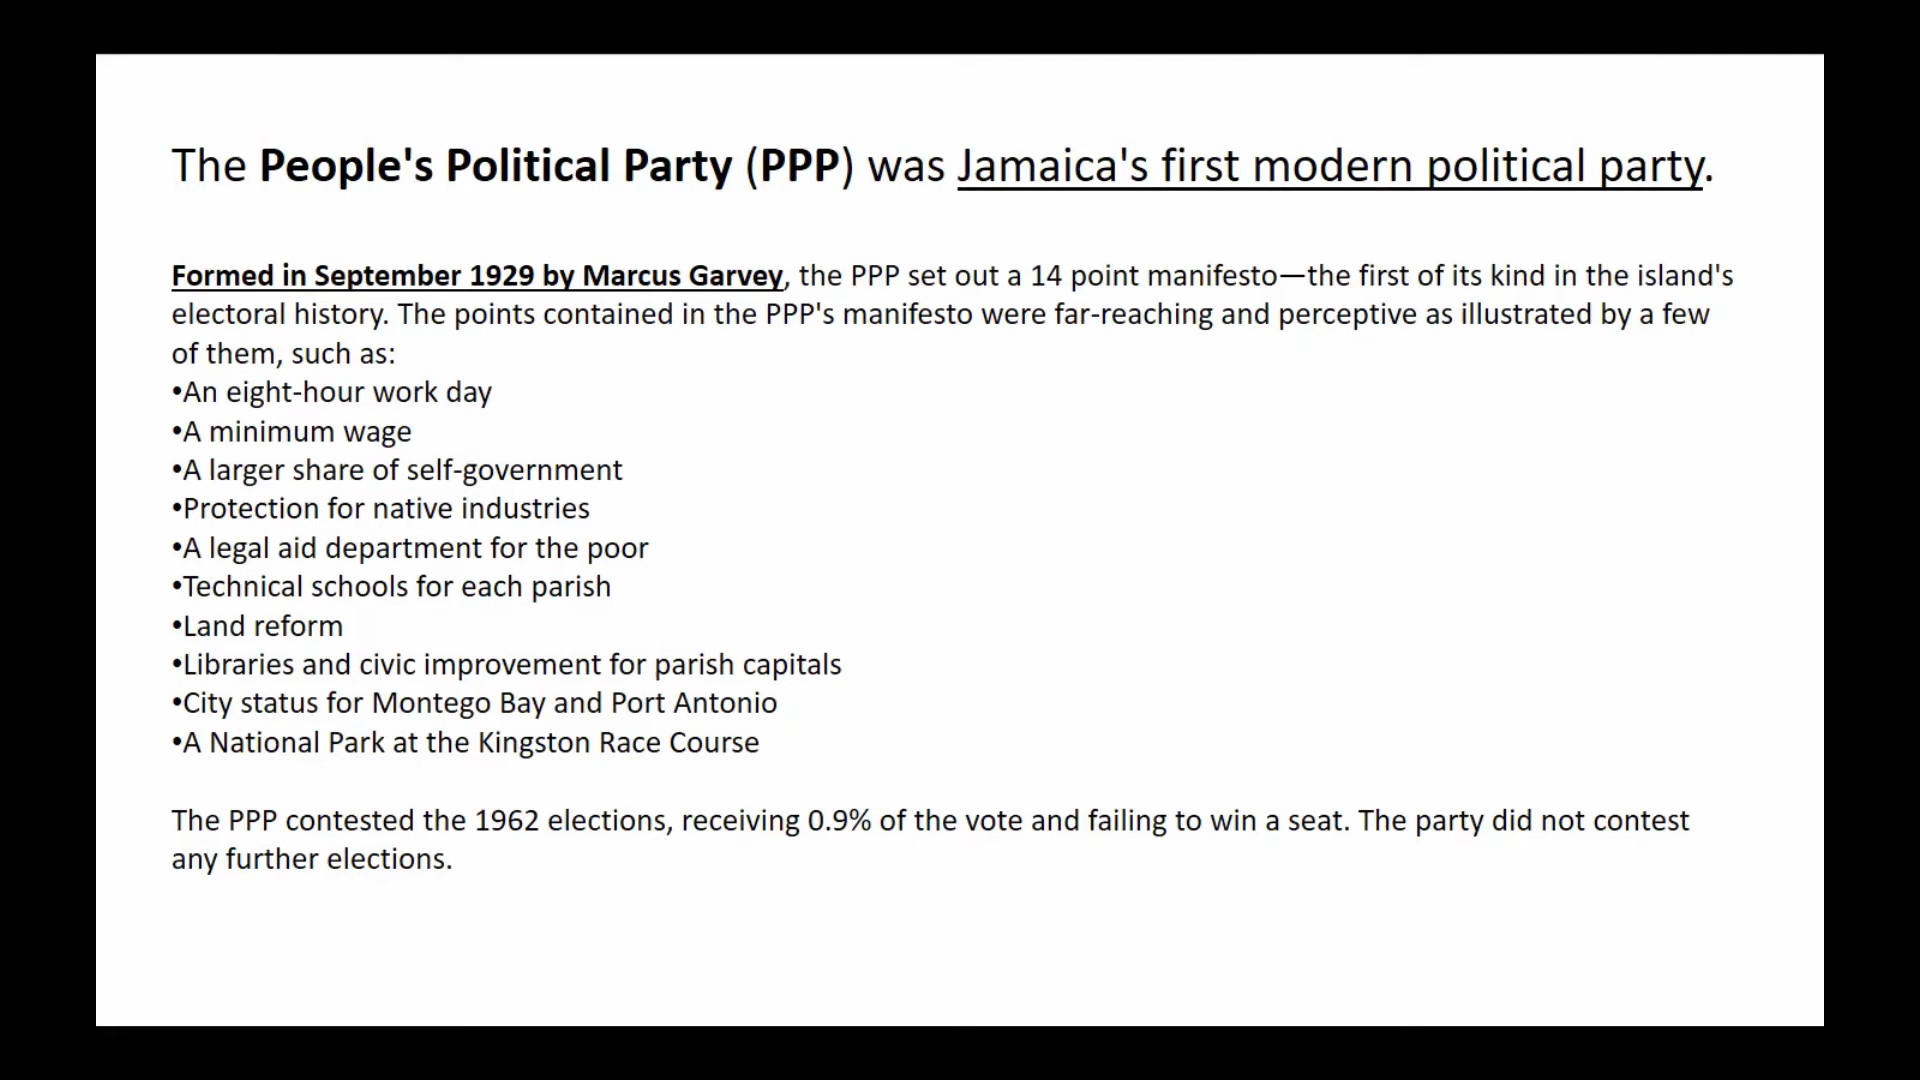 The People's Political Party (PPP) was Jamaica's first modern political party.
Formed in September 1929 by Marcus Garvey, the PPP set out a 14 point manifesto—the first of its kind in the island's
electoral history. The points contained in the PPP's manifesto were far-reaching and perceptive as illustrated by a few
of them, such as:
•An eight-hour work day
•A minimum wage
•A larger share of self-government
•Protection for native industries
•A legal aid department for the poor
•Technical schools for each parish
•Land reform
•Libraries and civic improvement for parish capitals
•City status for Montego Bay and Port Antonio
•A National Park at the Kingston Race Course
The PPP contested the 1962 elections, receiving 0.9% of the vote and failing to win a seat. The party did not contest
any further elections.